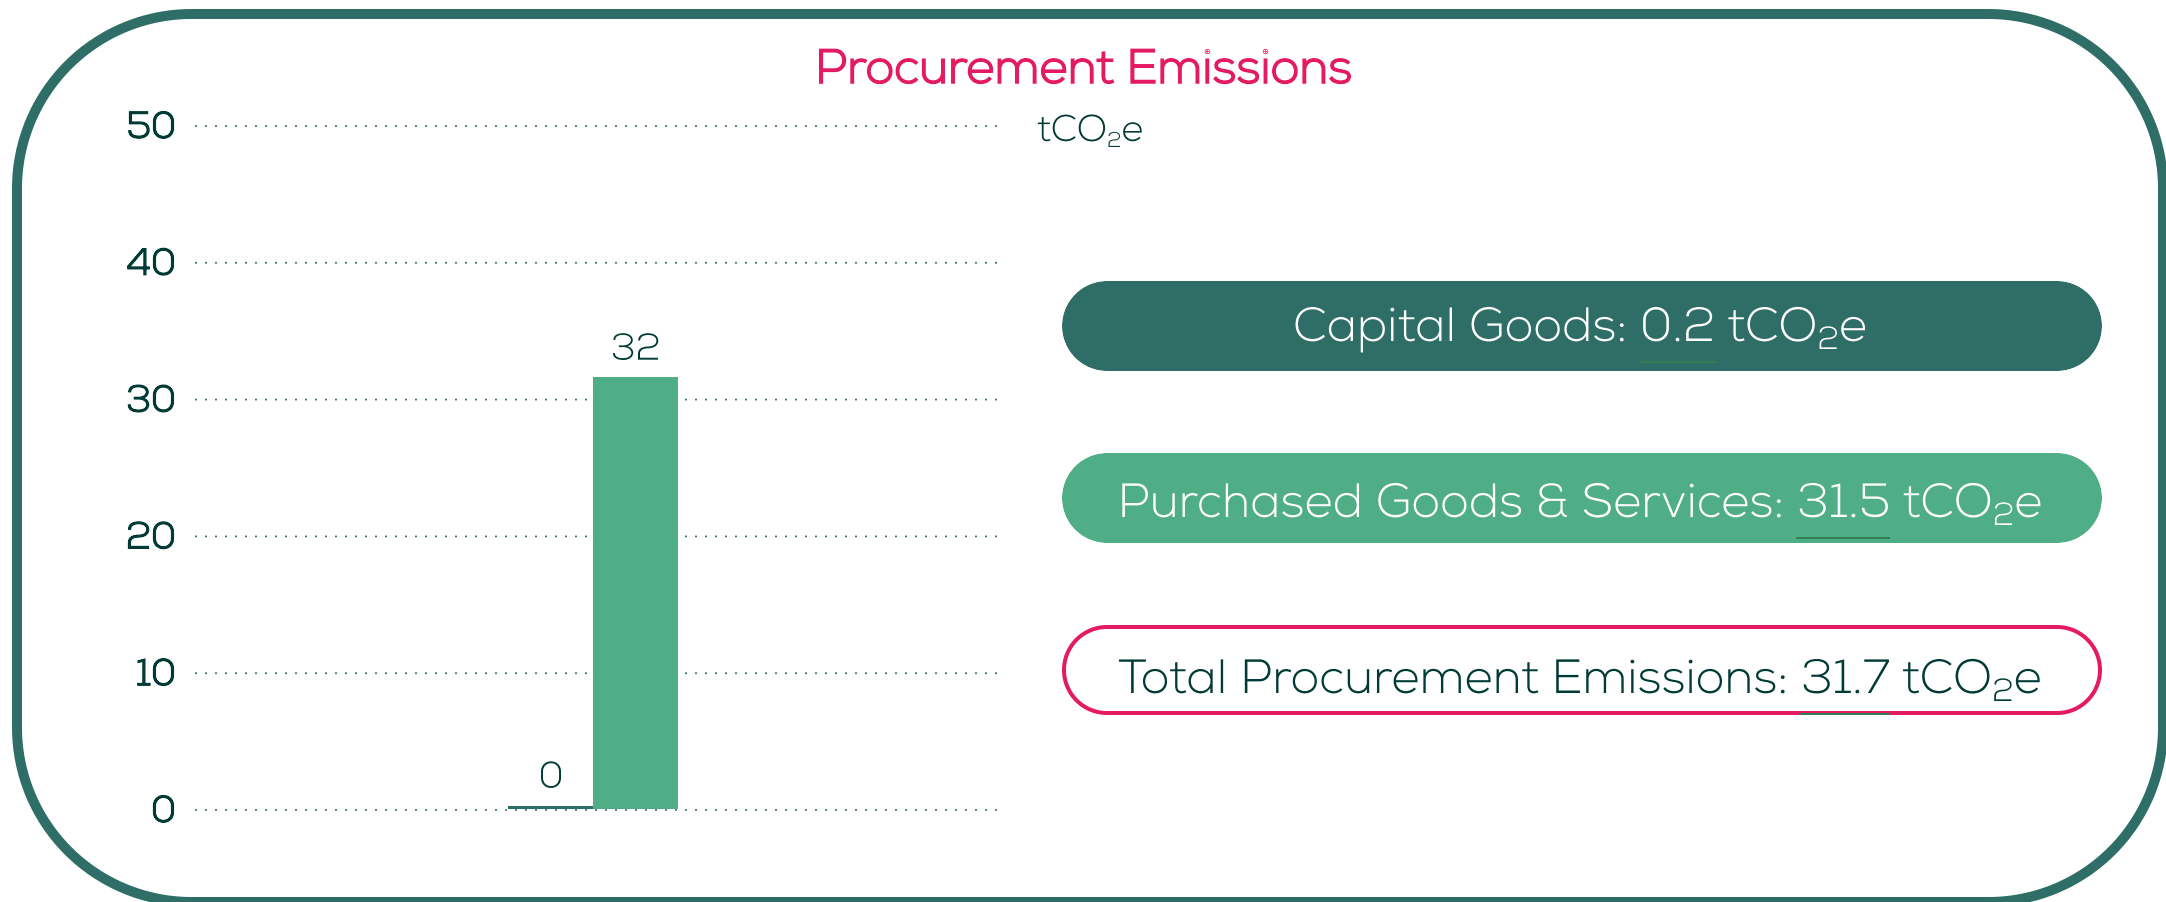 Procurement Emissions
50
tCO₂e
40
Capital Goods: 0.2 tCO₂e
32
30
Purchased Goods & Services: 31.5 tCO₂e
20
10
Total Procurement Emissions: 31.7 tCO₂e
0
0